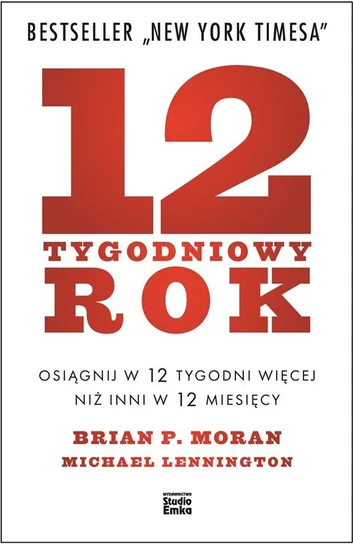 BESTSELLER „NEW YORK TIMESA”
12
TYGODNIOWY
ROK
OSIĄGNIJ W 12 TYGODNI WIĘCEJ
NIŻ INNI W 12 MIESIĘCY
BRIAN P. MORAN
MICHAEL LENNINGTON
WYDAWNICTWO
Studio
Emka